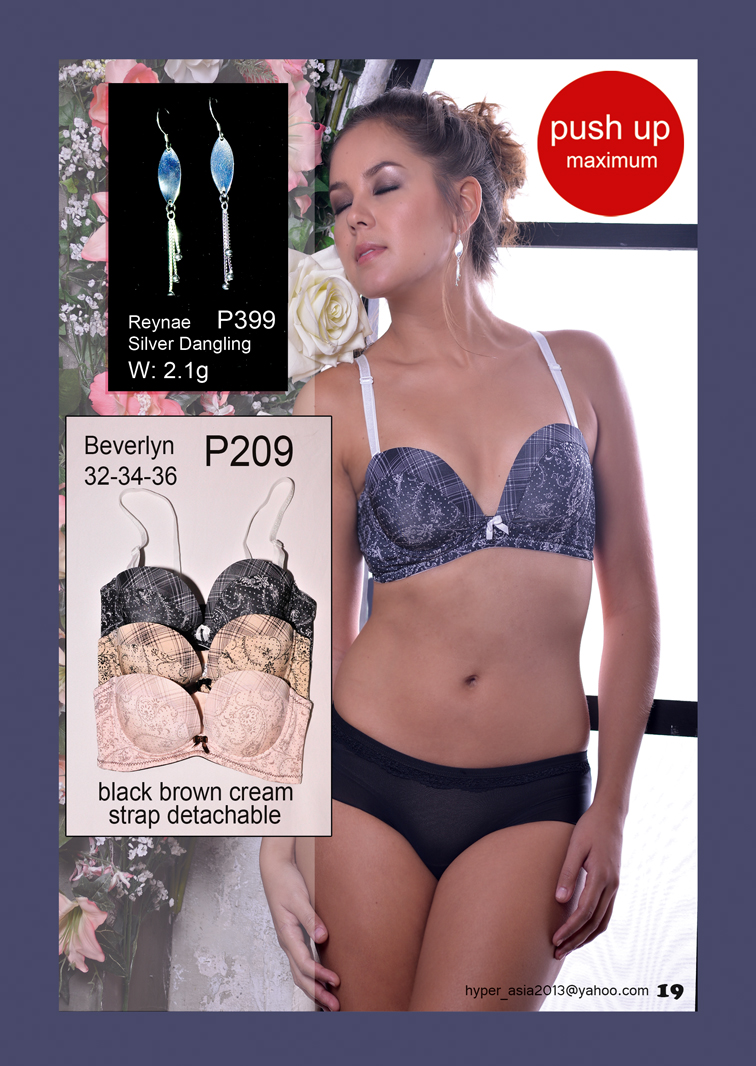 push up
maximum
Reynae P399
Silver Dangling
W: 2.1g
Beverlyn P209
32-34-36
black brown cream
strap detachable
hyper_asia2013@yahoo.com 19